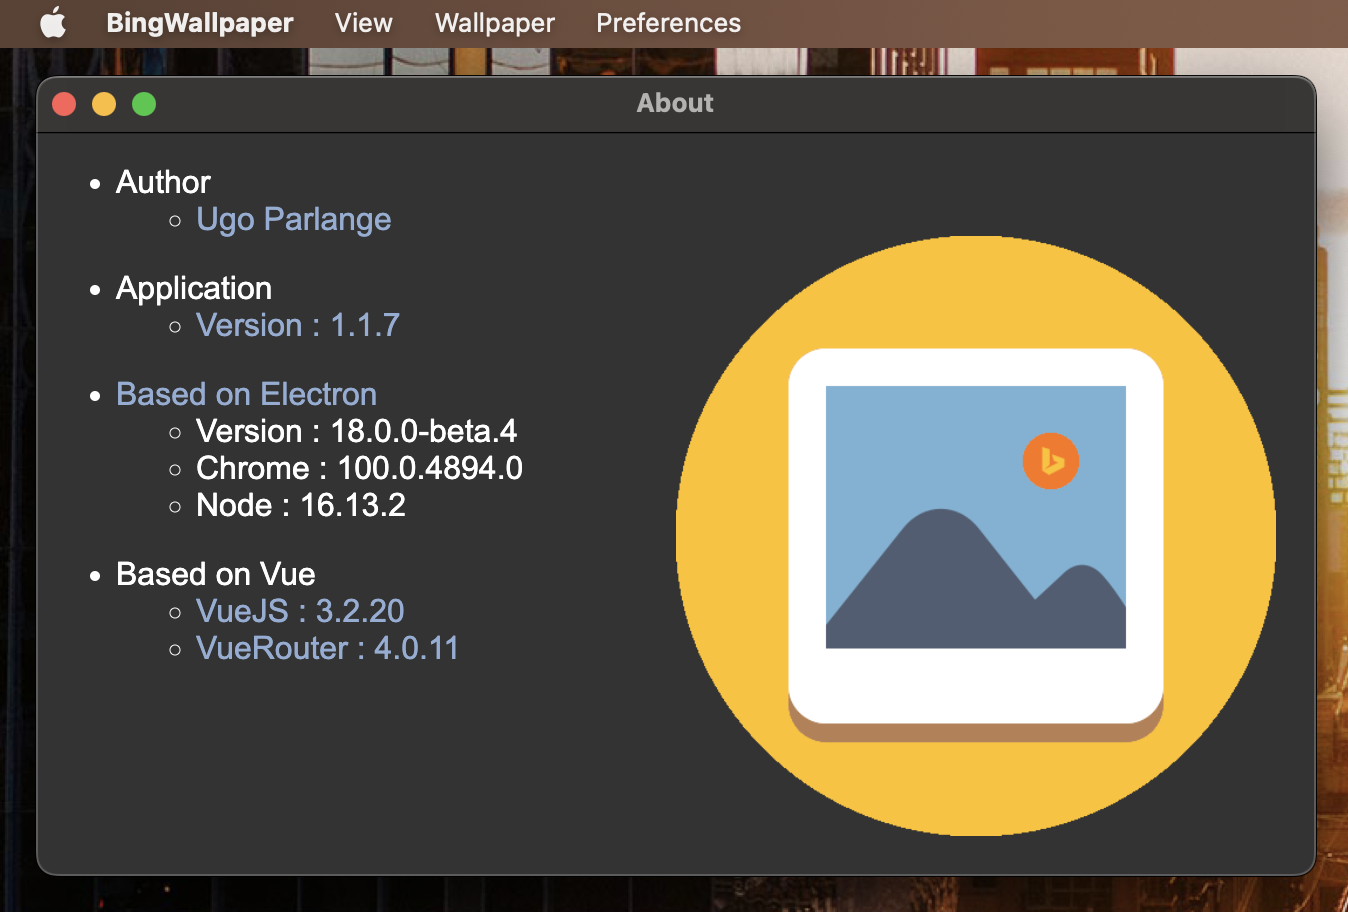 BingWallpaper View Wallpaper Preferences
About
Author
Ugo Parlange
Application
Version : 1.1.7
Based on Electron
Version : 18.0.0-beta.4
Chrome : 100.0.4894.0
Node : 16.13.2
Based on Vue
VueJS : 3.2.20
VueRouter : 4.0.11